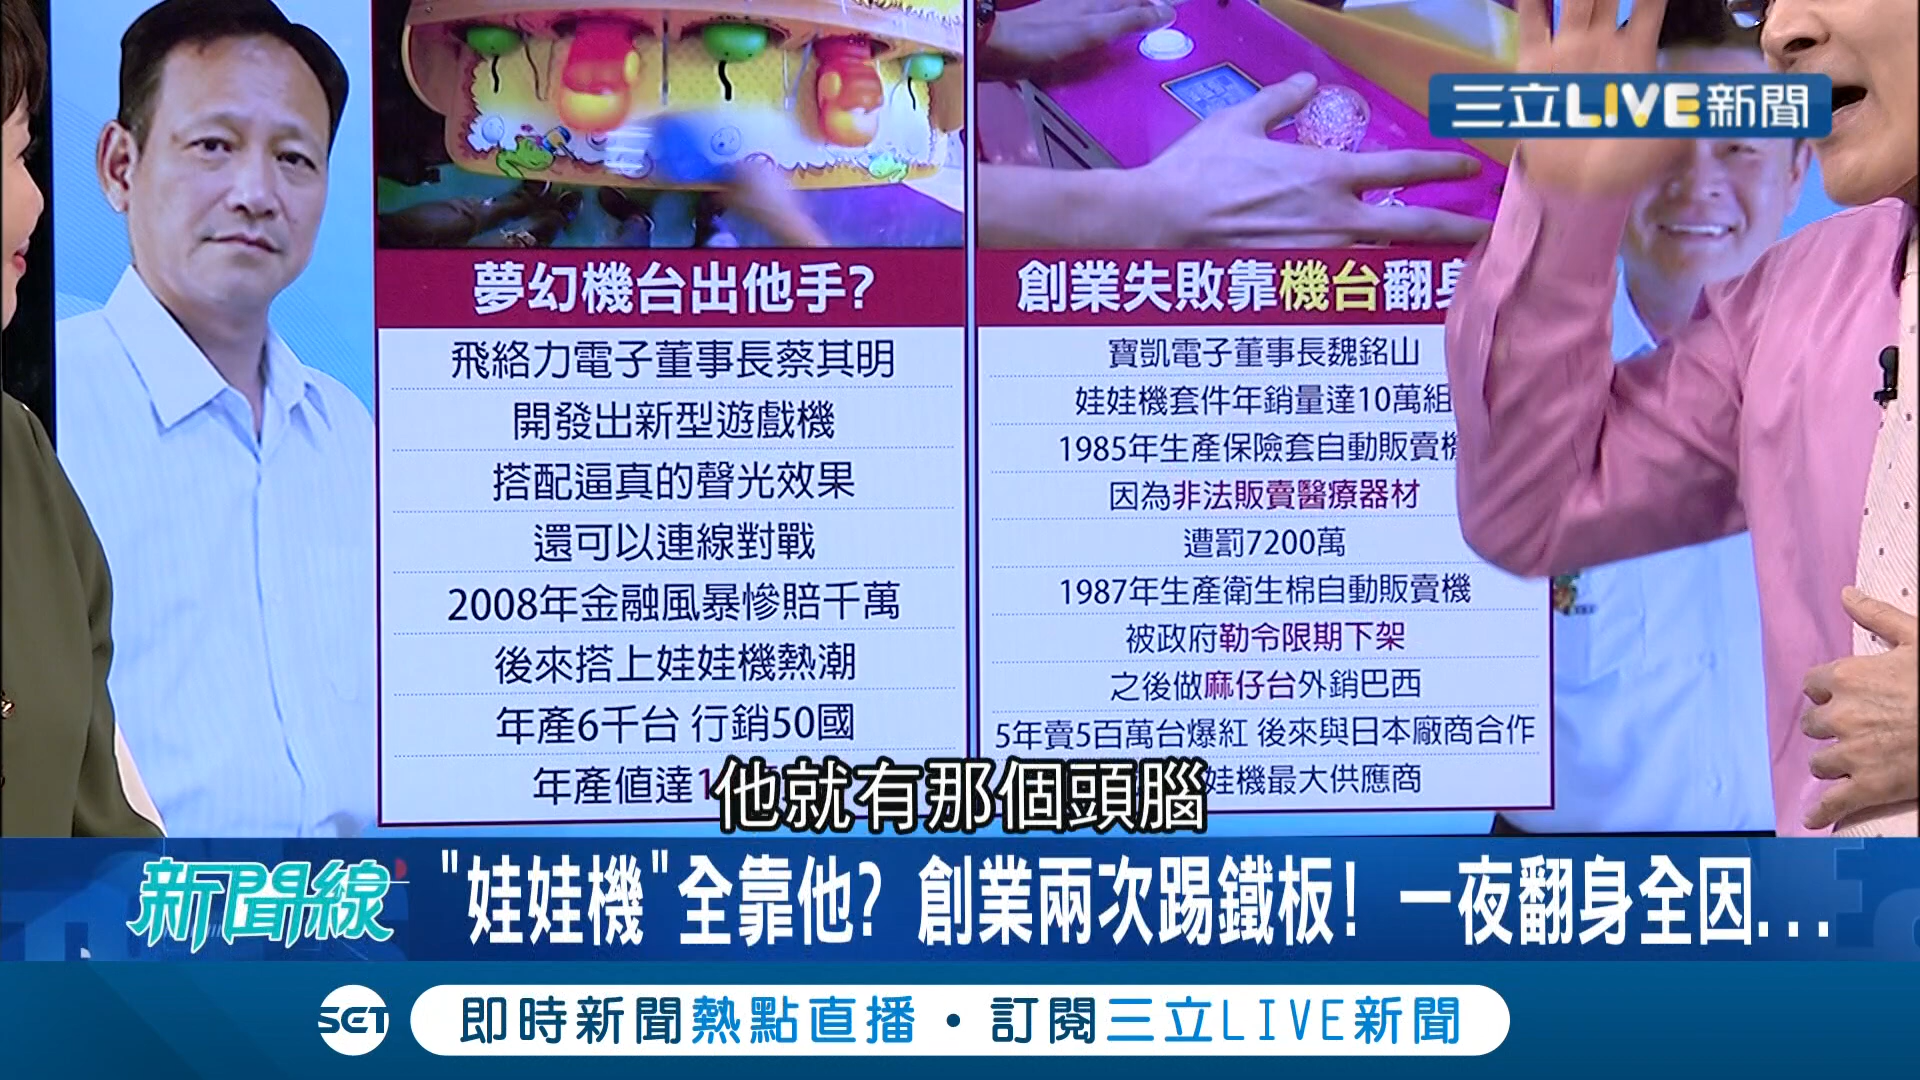 三立LIVE新聞
夢幻機台出他手?
飛絡力電子董事長蔡其明
開發出新型遊戲機
搭配逼真的聲光效果
還可以連線對戰
2008年金融風暴慘賠千萬
後來搭上娃娃機熱潮
年產6千台 行銷50國
年產值達
創業失敗靠機台翻身
寶凱電子董事長魏銘山
娃娃機套件年銷量達10萬組
1985年生產保險套自動販賣機
因為非法販賣醫療器材
遭罰7200萬
1987年生產衛生棉自動販賣機
被政府勒令限期下架
之後做麻仔台外銷巴西
5年賣5百萬台爆紅 後來與日本廠商合作
娃機最大供應商
他就有那個頭腦
新聞線
"娃娃機"全靠他? 創業兩次踢鐵板! 一夜翻身全因...
SET
即時新聞熱點直播・訂閱三立LIVE新聞